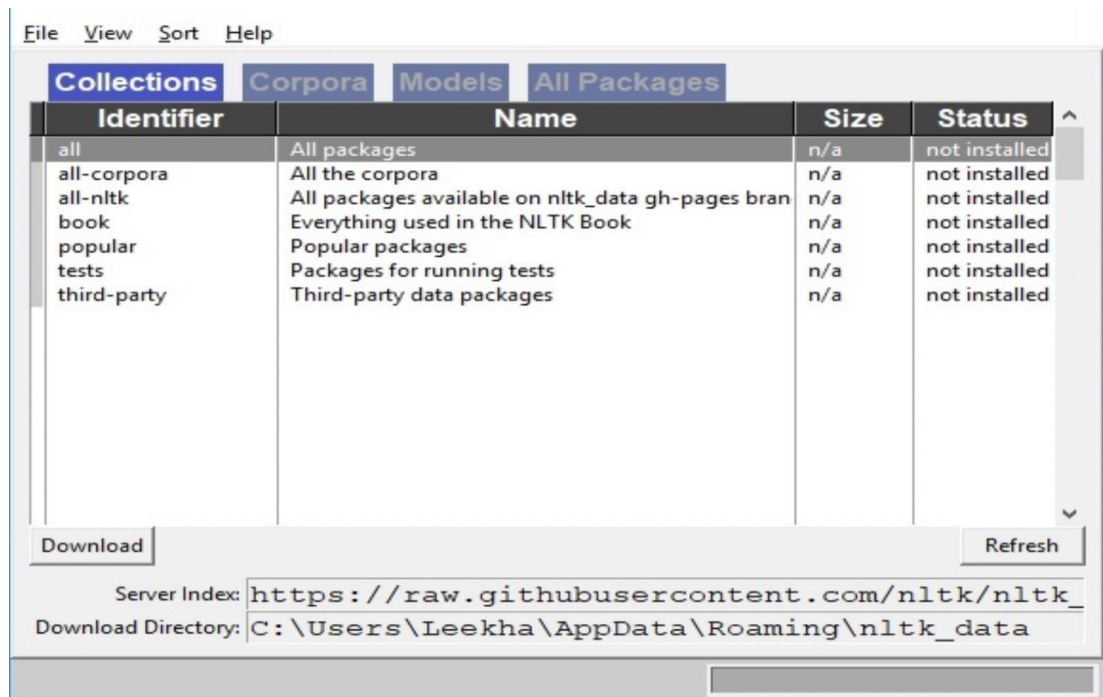 File View Sort Help
Collections Corpora Models All Packages
Identifier Name Size Status
all All packages n/a not installed
all-corpora All the corpora n/a not installed
all-nltk All packages available on nltk_data gh-pages bran n/a not installed
book Everything used in the NLTK Book n/a not installed
popular Popular packages n/a not installed
tests Packages for running tests n/a not installed
third-party Third-party data packages n/a not installed
Download Refresh
Server Index: https://raw.githubusercontent.com/nltk/nltk_
Download Directory: C:\Users\Leekha\AppData\Roaming\nltk_data